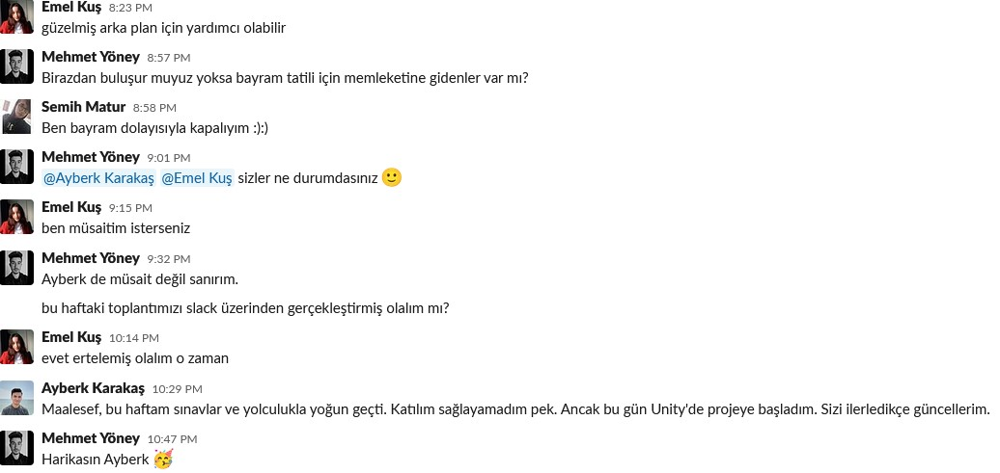 Emel Kuş 8:23 PM
güzelmiş arka plan için yardımcı olabilir
Mehmet Yöney 8:57 PM
Birazdan buluşur muyuz yoksa bayram tatili için memleketine gidenler var mı?
Semih Matur 8:58 PM
Ben bayram dolayısıyla kapalıyım :):)
Mehmet Yöney 9:01 PM
@Ayberk Karakaş @Emel Kuş sizler ne durumdasınız 🙂
Emel Kuş 9:15 PM
ben müsaitim isterseniz
Mehmet Yöney 9:32 PM
Ayberk de müsait değil sanırım.
bu haftaki toplantımızı slack üzerinden gerçekleştirmiş olalım mı?
Emel Kuş 10:14 PM
evet ertelemiş olalım o zaman
Ayberk Karakaş 10:29 PM
Maalesef, bu haftam sınavlar ve yolculukla yoğun geçti. Katılım sağlayamadım pek. Ancak bu gün Unity'de projeye başladım. Sizi ilerledikçe güncellerim.
Mehmet Yöney 10:47 PM
Harikasın Ayberk 🥳